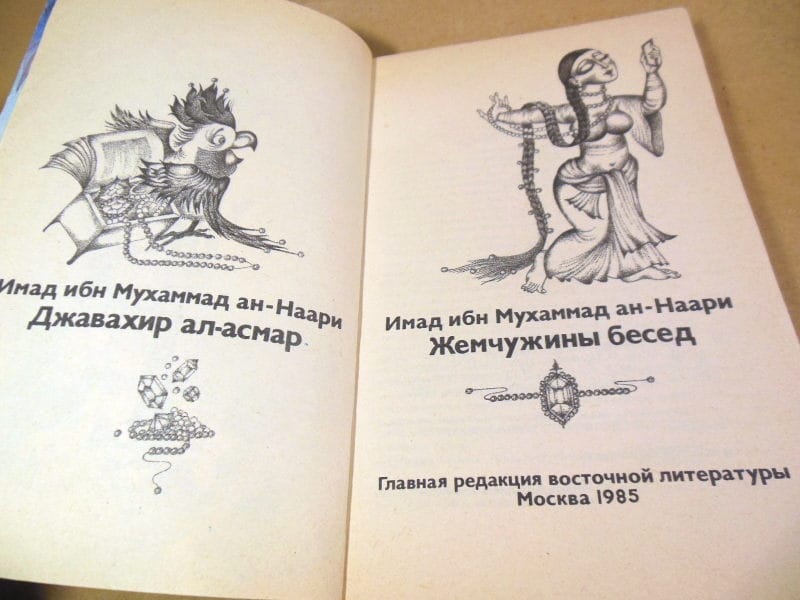 Имад ибн Мухаммад ан-Наари
Джавахир ал-асмар
Имад ибн Мухаммад ан-Наари
Жемчужины бесед
Главная редакция восточной литературы
Москва 1985